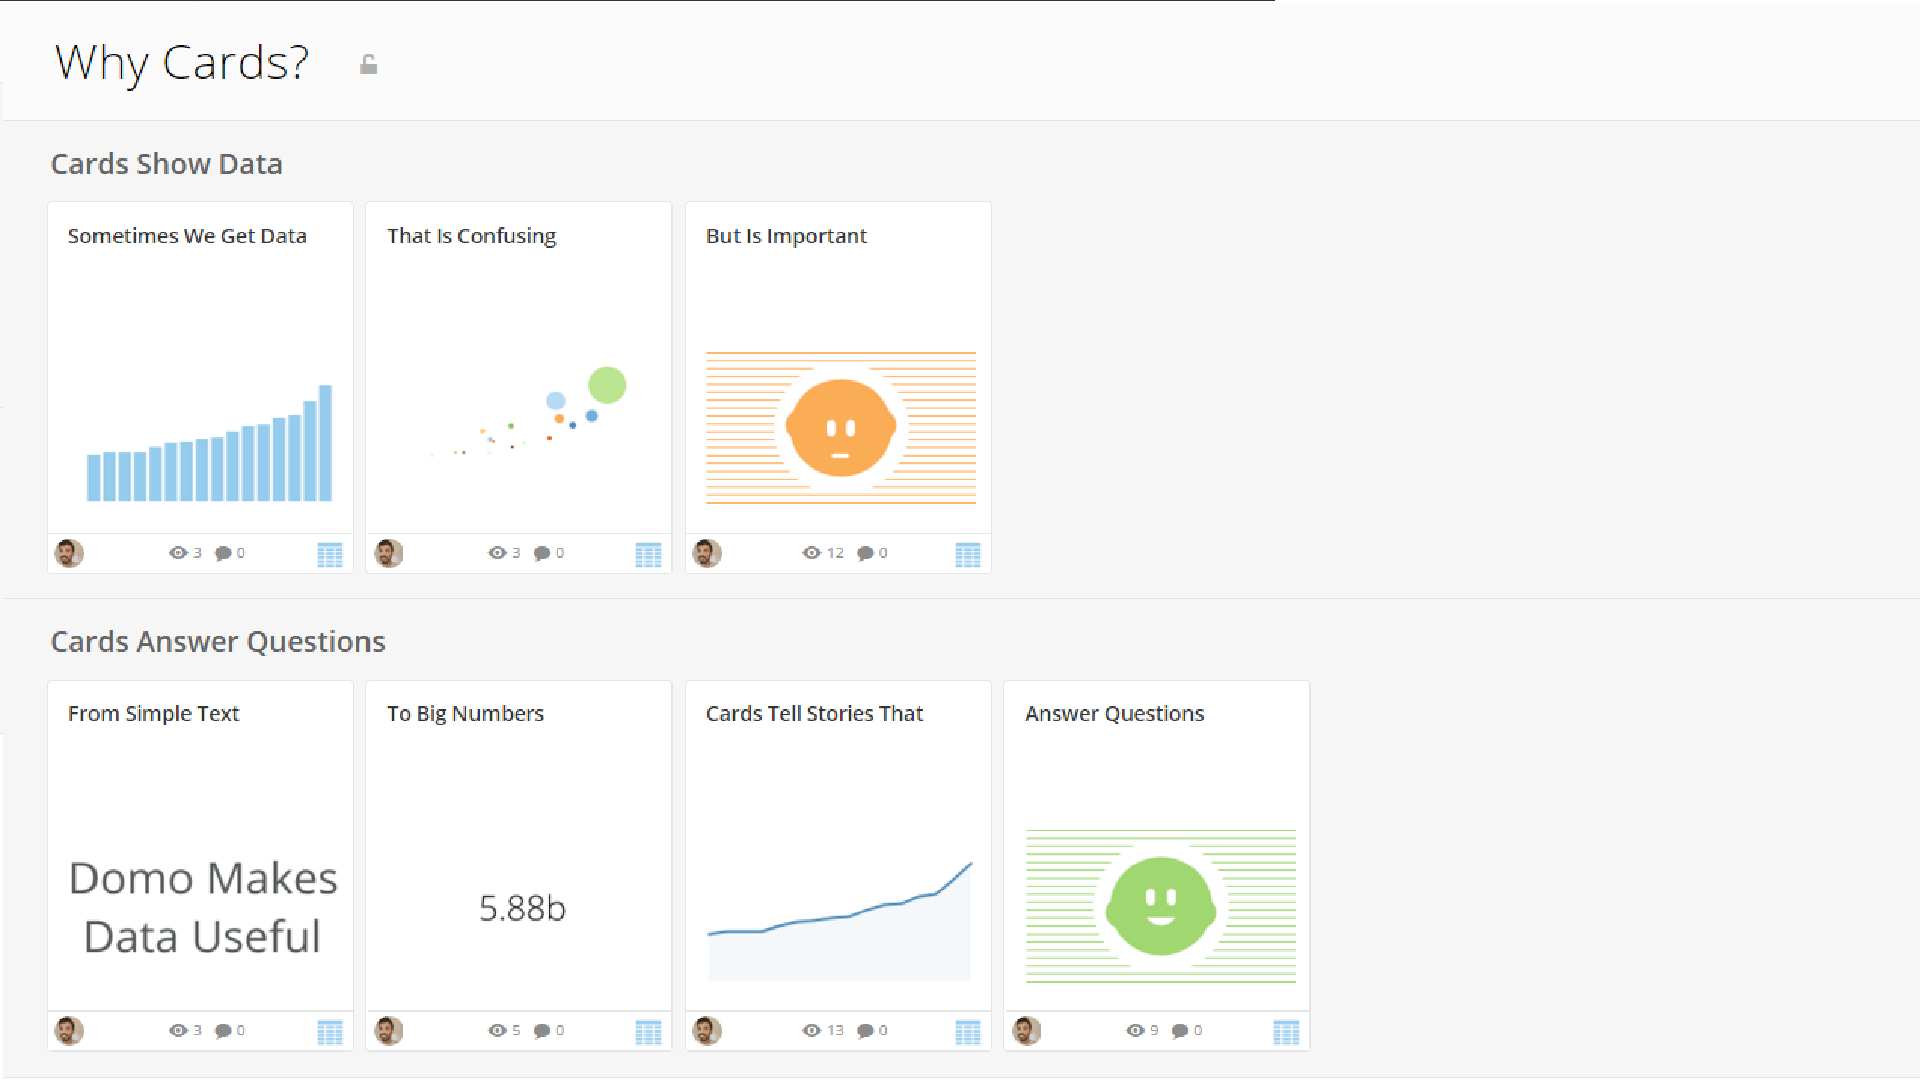 Why Cards?
Cards Show Data
Sometimes We Get Data
That Is Confusing
But Is Important
3 0
3 0
12 0
Cards Answer Questions
From Simple Text
To Big Numbers
Cards Tell Stories That
Answer Questions
Domo Makes
Data Useful
5.88b
3 0
5 0
13 0
9 0